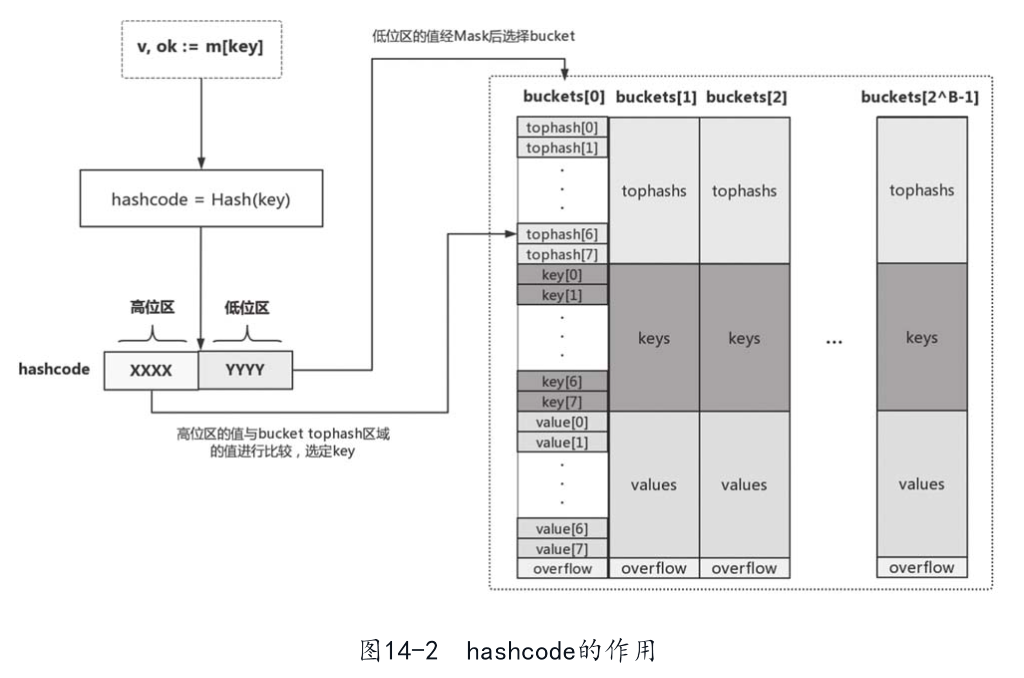 v, ok := m[key]
低位区的值经Mask后选择bucket
hashcode = Hash(key)
高位区
低位区
hashcode
XXXX
YYYY
高位区的值与bucket tophash区域
的值进行比较，选定key
buckets[0]
buckets[1]
buckets[2]
buckets[2^B-1]
tophash[0]
tophash[1]
.
.
.
tophash[6]
tophash[7]
key[0]
key[1]
.
.
.
key[6]
key[7]
value[0]
value[1]
.
.
.
value[6]
value[7]
overflow
tophashs
keys
values
overflow
tophashs
keys
values
overflow
...
tophashs
keys
values
overflow
图14-2 hashcode的作用